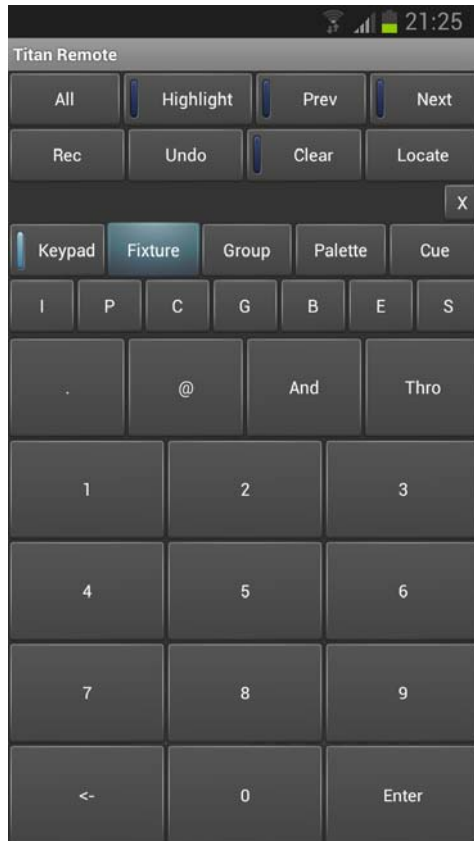 21:25
Titan Remote
All Highlight Prev Next
Rec Undo Clear Locate
X
Keypad Fixture Group Palette Cue
I P C G B E S
. @ And Thro
1 2 3
4 5 6
7 8 9
<- 0 Enter